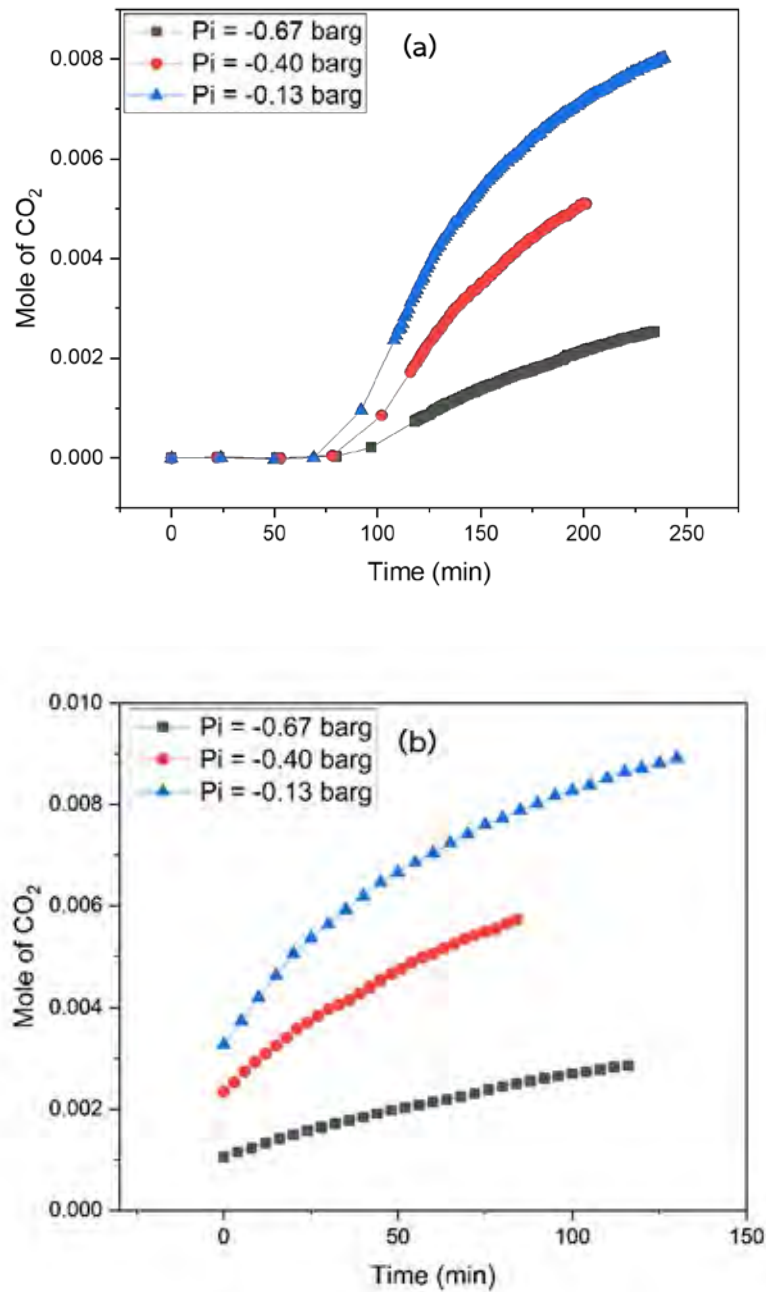 Pi = -0.67 barg
Pi = -0.40 barg
Pi = -0.13 barg
(a)
0.008
0.006
0.004
0.002
0.000
Mole of CO₂
0 50 100 150 200 250
Time (min)
Pi = -0.67 barg
Pi = -0.40 barg
Pi = -0.13 barg
(b)
0.010
0.008
0.006
0.004
0.002
0.000
Mole of CO₂
0 50 100 150
Time (min)